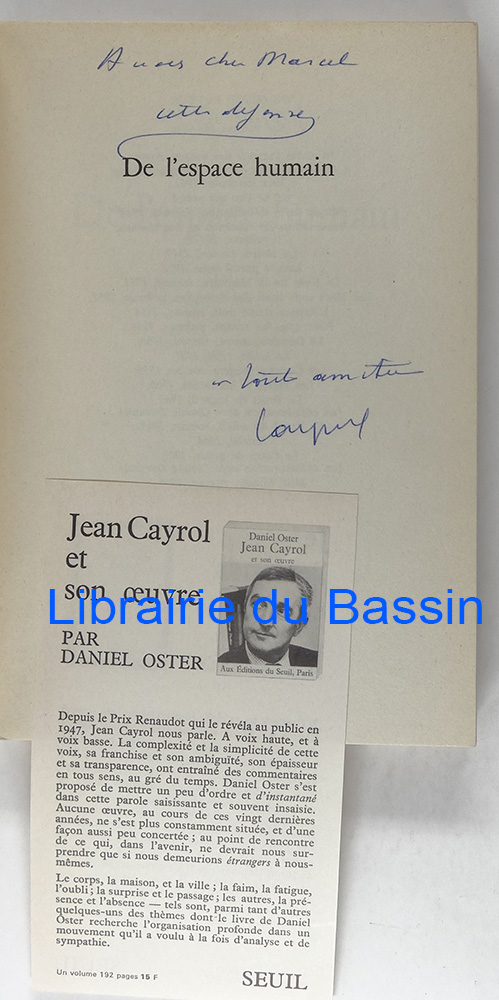 A vous cher Marcel
cette
De l'espace humain
en toute amitié
Cayrol
Jean Cayrol
et
son œuvre
PAR
DANIEL OSTER
Daniel Oster
Jean Cayrol
et son œuvre
Aux Éditions du Seuil, Paris
Librairie du Bassin
Depuis le Prix Renaudot qui le révéla au public en
1947, Jean Cayrol nous parle. A voix haute, et à
voix basse. La complexité et la simplicité de cette
voix, sa franchise et son ambiguïté, son épaisseur
et sa transparence, ont entraîné des commentaires
en tous sens, au gré du temps. Daniel Oster s'est
proposé de mettre un peu d'ordre et d'instantané
dans cette parole saisissante et souvent insaisie.
Aucune œuvre, au cours de ces vingt dernières
années, ne s'est plus constamment située, et d'une
façon aussi peu concertée ; au point de rencontre
de ce qui, dans l'avenir, ne devrait nous sur-
prendre que si nous demeurions étrangers à nous-
mêmes.
Le corps, la maison, et la ville ; la faim, la fatigue,
l'oubli ; la surprise et le passage ; les autres, la pré-
sence et l'absence — tels sont, parmi tant d'autres
quelques-uns des thèmes dont le livre de Daniel
Oster recherche l'organisation profonde dans un
mouvement qu'il a voulu à la fois d'analyse et de
sympathie.
Un volume 192 pages 15 F
SEUIL